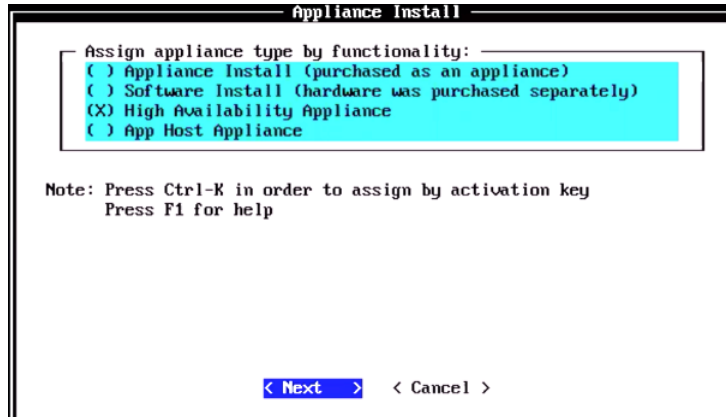 Appliance Install
Assign appliance type by functionality:
( ) Appliance Install (purchased as an appliance)
( ) Software Install (hardware was purchased separately)
(X) High Availability Appliance
( ) App Host Appliance
Note: Press Ctrl-K in order to assign by activation key
Press F1 for help
< Next > < Cancel >